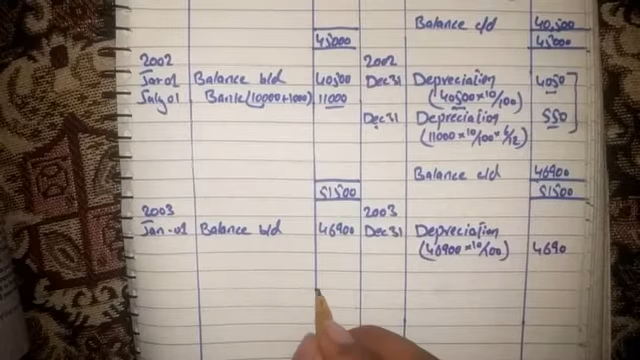 Balance c/d 40,500
45000 45000
2002 2002
Jan 01 Balance b/d 40500 Dec 31 Depreciation 4050
July 01 Bank (10000+1000) 11000 (40500×10/100)
Dec 31 Depreciation 550
(11000×10/100×6/12)
Balance c/d 46900
51500 51500
2003 2003
Jan-01 Balance b/d 46900 Dec 31 Depreciation
(46900×10/100) 4690